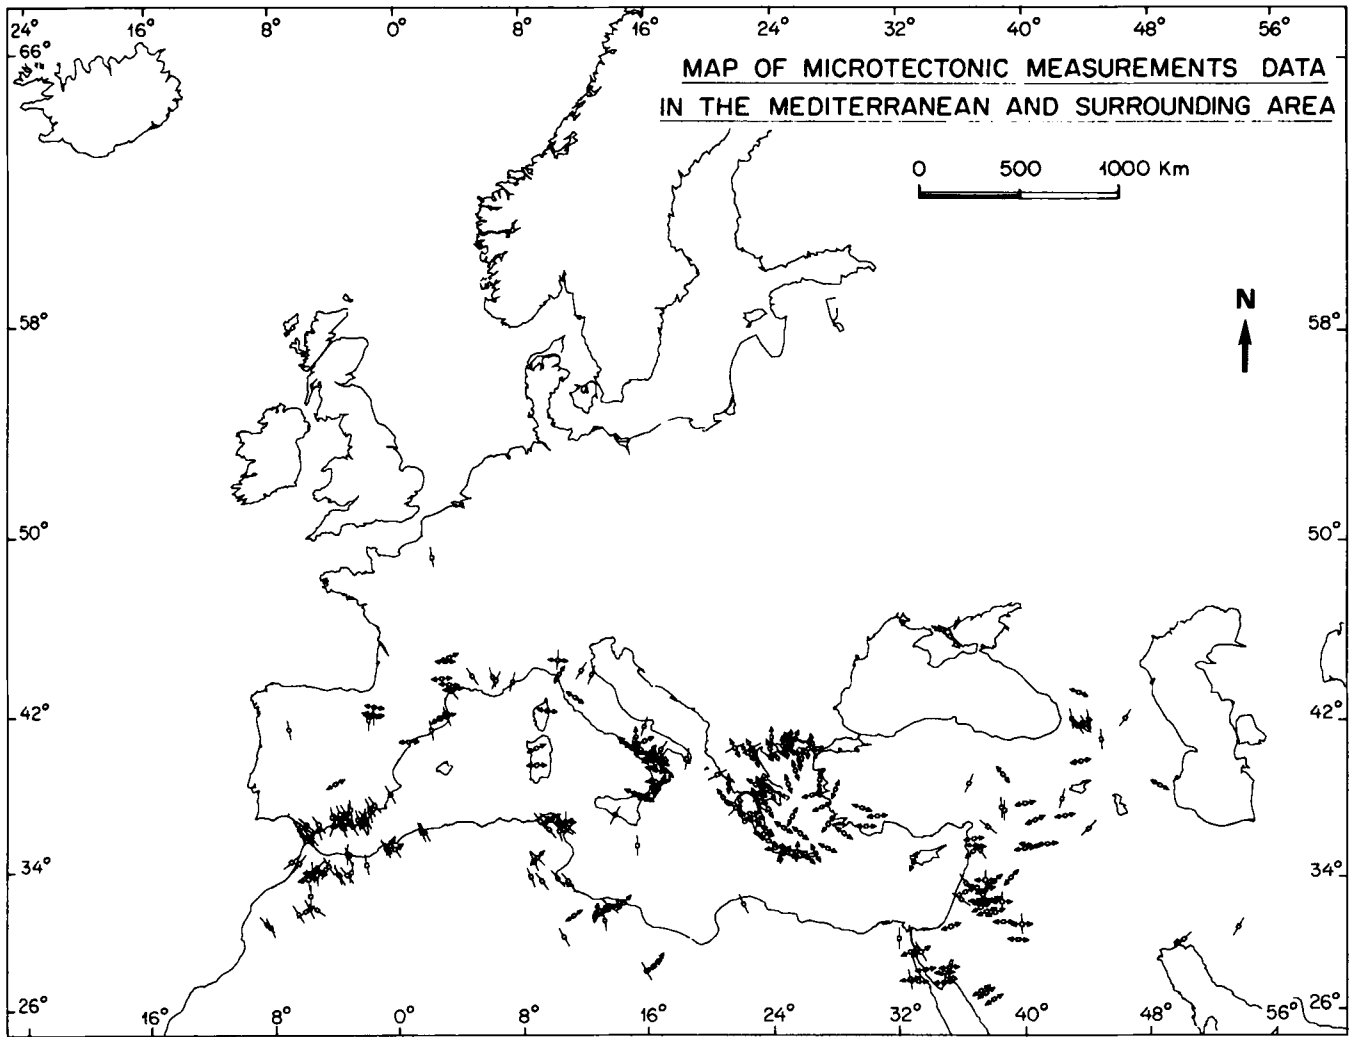 24° 16° 8° 0° 8° 16° 24° 32° 40° 48° 56°
66°
MAP OF MICROTECTONIC MEASUREMENTS DATA
IN THE MEDITERRANEAN AND SURROUNDING AREA
0 500 1000 Km
N
58° 58°
50° 50°
42° 42°
34° 34°
26° 26°
16° 8° 0° 8° 16° 24° 32° 40° 48° 56°